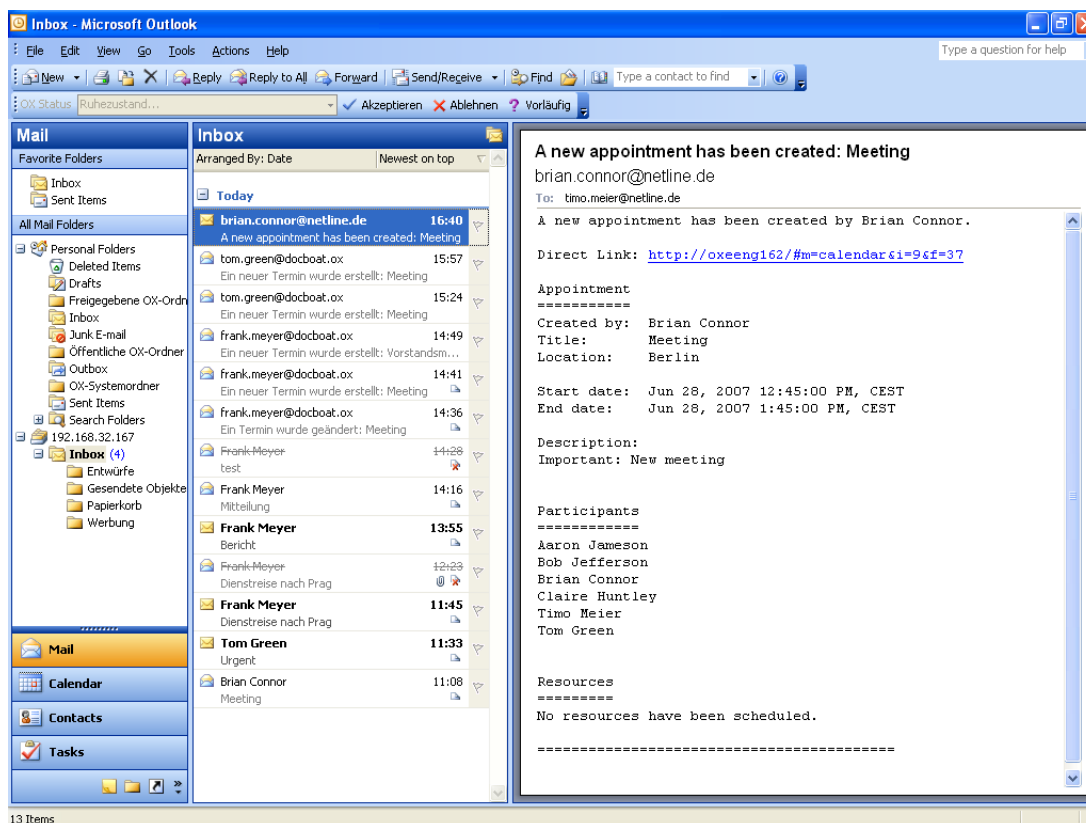 Inbox - Microsoft Outlook
File Edit View Go Tools Actions Help Type a question for help
New Reply Reply to All Forward Send/Receive Find Type a contact to find
OX Status Ruhezustand... Akzeptieren Ablehnen ? Vorläufig
Mail
Favorite Folders
Inbox
Sent Items
All Mail Folders
Personal Folders
Deleted Items
Drafts
Freigegebene OX-Ordn
Inbox
Junk E-mail
Öffentliche OX-Ordner
Outbox
OX-Systemordner
Sent Items
Search Folders
192.168.32.167
Inbox (4)
Entwürfe
Gesendete Objekte
Papierkorb
Werbung
Mail
Calendar
Contacts
Tasks
Inbox
Arranged By: Date Newest on top
Today
brian.connor@netline.de 16:40
A new appointment has been created: Meeting
tom.green@docboat.ox 15:57
Ein neuer Termin wurde erstellt: Meeting
tom.green@docboat.ox 15:24
Ein neuer Termin wurde erstellt: Meeting
frank.meyer@docboat.ox 14:49
Ein neuer Termin wurde erstellt: Vorstandsm...
frank.meyer@docboat.ox 14:41
Ein neuer Termin wurde erstellt: Meeting
frank.meyer@docboat.ox 14:36
Ein Termin wurde geändert: Meeting
Frank Meyer 14:28
test
Frank Meyer 14:16
Mitteilung
Frank Meyer 13:55
Bericht
Frank Meyer 12:23
Dienstreise nach Prag
Frank Meyer 11:45
Dienstreise nach Prag
Tom Green 11:33
Urgent
Brian Connor 11:08
Meeting
A new appointment has been created: Meeting
brian.connor@netline.de
To: timo.meier@netline.de
A new appointment has been created by Brian Connor.
Direct Link: http://oxeeng162/#m=calendar&i=9&f=37
Appointment
===========
Created by: Brian Connor
Title: Meeting
Location: Berlin
Start date: Jun 28, 2007 12:45:00 PM, CEST
End date: Jun 28, 2007 1:45:00 PM, CEST
Description:
Important: New meeting
Participants
============
Aaron Jameson
Bob Jefferson
Brian Connor
Claire Huntley
Timo Meier
Tom Green
Resources
=========
No resources have been scheduled.
==========================================
13 Items